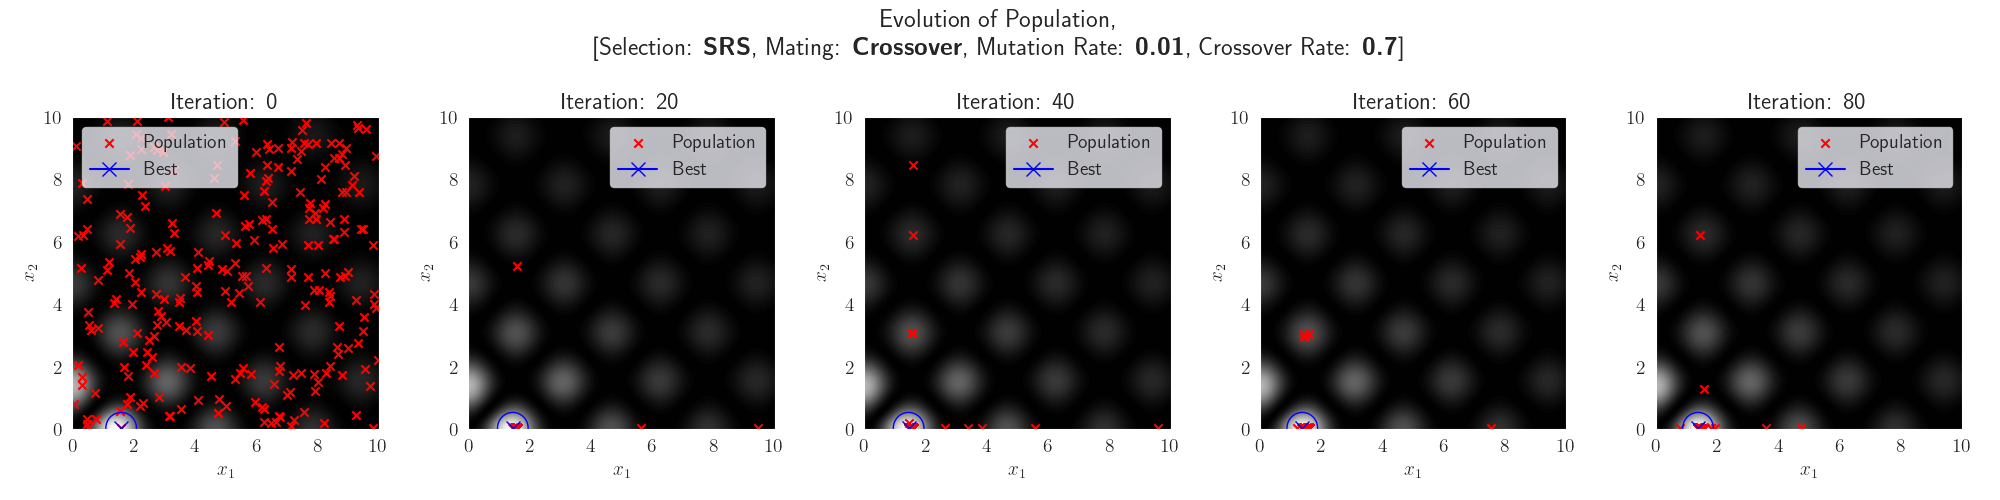 Evolution of Population,
[Selection: SRS, Mating: Crossover, Mutation Rate: 0.01, Crossover Rate: 0.7]
Iteration: 0
10
8
6
4
2
0
x2
Population
Best
0 2 4 6 8 10
x1
Iteration: 20
10
8
6
4
2
0
x2
Population
Best
0 2 4 6 8 10
x1
Iteration: 40
10
8
6
4
2
0
x2
Population
Best
0 2 4 6 8 10
x1
Iteration: 60
10
8
6
4
2
0
x2
Population
Best
0 2 4 6 8 10
x1
Iteration: 80
10
8
6
4
2
0
x2
Population
Best
0 2 4 6 8 10
x1